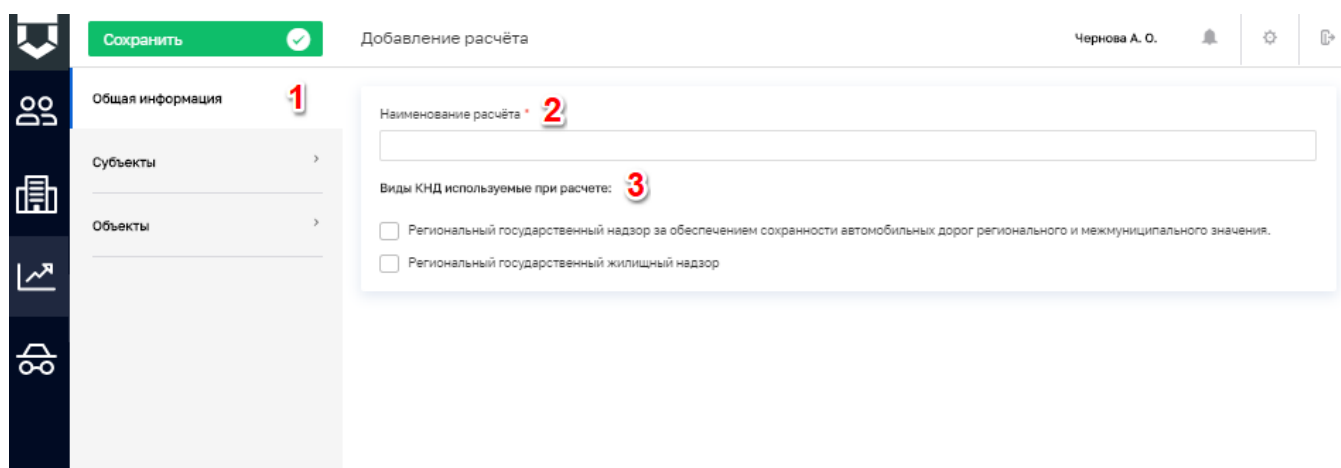 Сохранить
Добавление расчёта
Чернова А. О.
Общая информация 1
Наименование расчёта * 2
Субъекты
Виды КНД используемые при расчете: 3
Объекты
Региональный государственный надзор за обеспечением сохранности автомобильных дорог регионального и межмуниципального значения.
Региональный государственный жилищный надзор